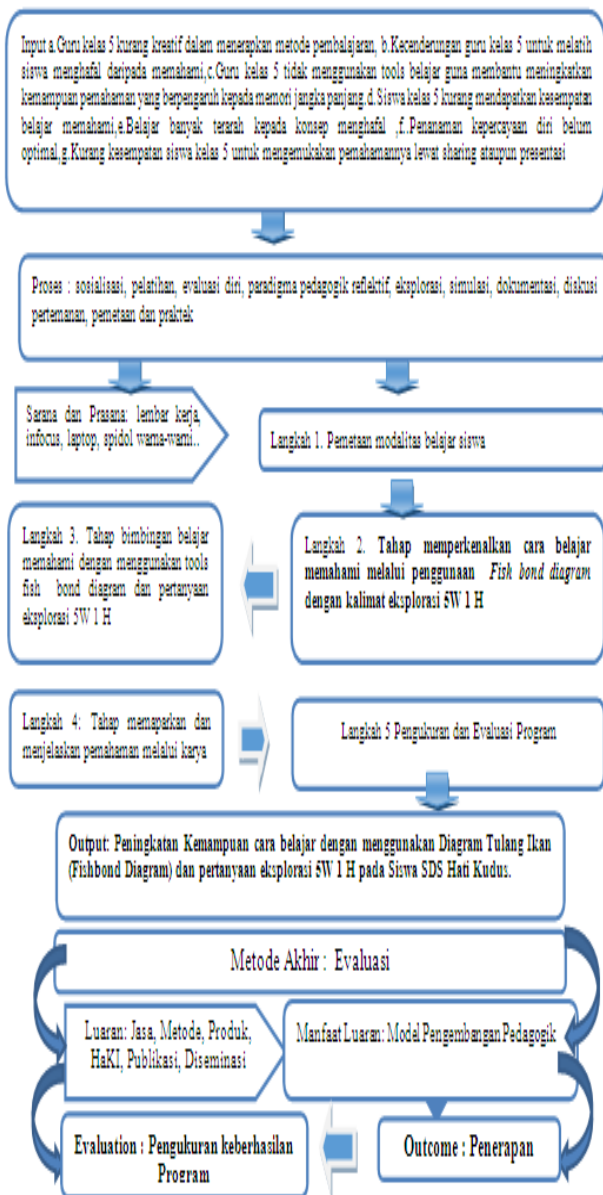 Input a.Guru kelas 5 kurang kreatif dalam menerapkan metode pembalajaran, b.Kecenderungan guru kelas 5 untuk melatih
siswa menghafal daripada memahami,c.Guru kelas 5 tidak menggunakan tools belajar guna membantu meningkatkan
kemampuan pemahaman yang berpengaruh kepada memori jangka panjang.d.Siswa kelas 5 kurang mendapatkan kesempatan
belajar memahami,e.Belajar banyak terarah kepada konsep menghafal ,f..Penanaman kepercayaan diri belum
optimal,g.Kurang kesempatan siswa kelas 5 untuk mengemukakan pemahamannya lewat sharing ataupun presentasi
Proses : sosialisasi, pelatihan, evaluasi diri, paradigma pedagogik reflektif, eksplorasi, simulasi, dokumentasi, diskusi
pertemanan, pemetaan dan praktek
Sarana dan Prasana: lembar kerja,
infocus, laptop, spidol warna-warni..
Langkah 1. Pemetaan modalitas belajar siswa
Langkah 2. Tahap memperkenalkan cara belajar
memahami melalui penggunaan Fish bond diagram
dengan kalimat eksplorasi 5W 1 H
Langkah 3. Tahap bimbingan belajar
memahami dengan menggunakan tools
fish bond diagram dan pertanyaan
eksplorasi 5W 1 H
Langkah 4: Tahap memaparkan dan
menjelaskan pemahaman melalui karya
Langkah 5 Pengukuran dan Evaluasi Program
Output: Peningkatan Kemampuan cara belajar dengan menggunakan Diagram Tulang Ikan
(Fishbond Diagram) dan pertanyaan eksplorasi 5W 1 H pada Siswa SDS Hati Kudus.
Metode Akhir : Evaluasi
Luaran: Jasa, Metode, Produk,
HaKI, Publikasi, Diseminasi
Manfaat Luaran: Model Pengembangan Pedagogik
Outcome : Penerapan
Evaluation : Pengukuran keberhasilan
Program